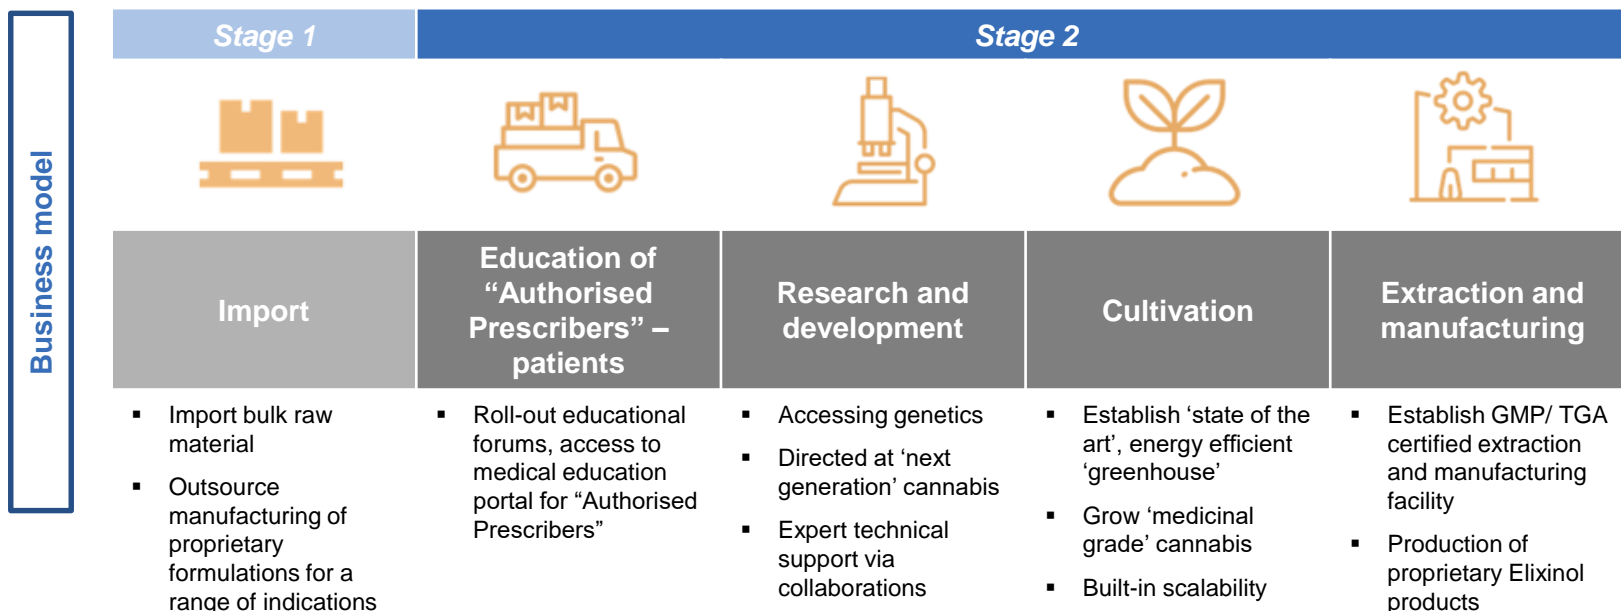 Business model
Stage 1
Stage 2
Import
Education of
“Authorised
Prescribers” –
patients
Research and
development
Cultivation
Extraction and
manufacturing
▪ Import bulk raw
material
▪ Outsource
manufacturing of
proprietary
formulations for a
range of indications
▪ Roll-out educational
forums, access to
medical education
portal for “Authorised
Prescribers”
▪ Accessing genetics
▪ Directed at ‘next
generation’ cannabis
▪ Expert technical
support via
collaborations
▪ Establish ‘state of the
art’, energy efficient
‘greenhouse’
▪ Grow ‘medicinal
grade’ cannabis
▪ Built-in scalability
▪ Establish GMP/ TGA
certified extraction
and manufacturing
facility
▪ Production of
proprietary Elixinol
products